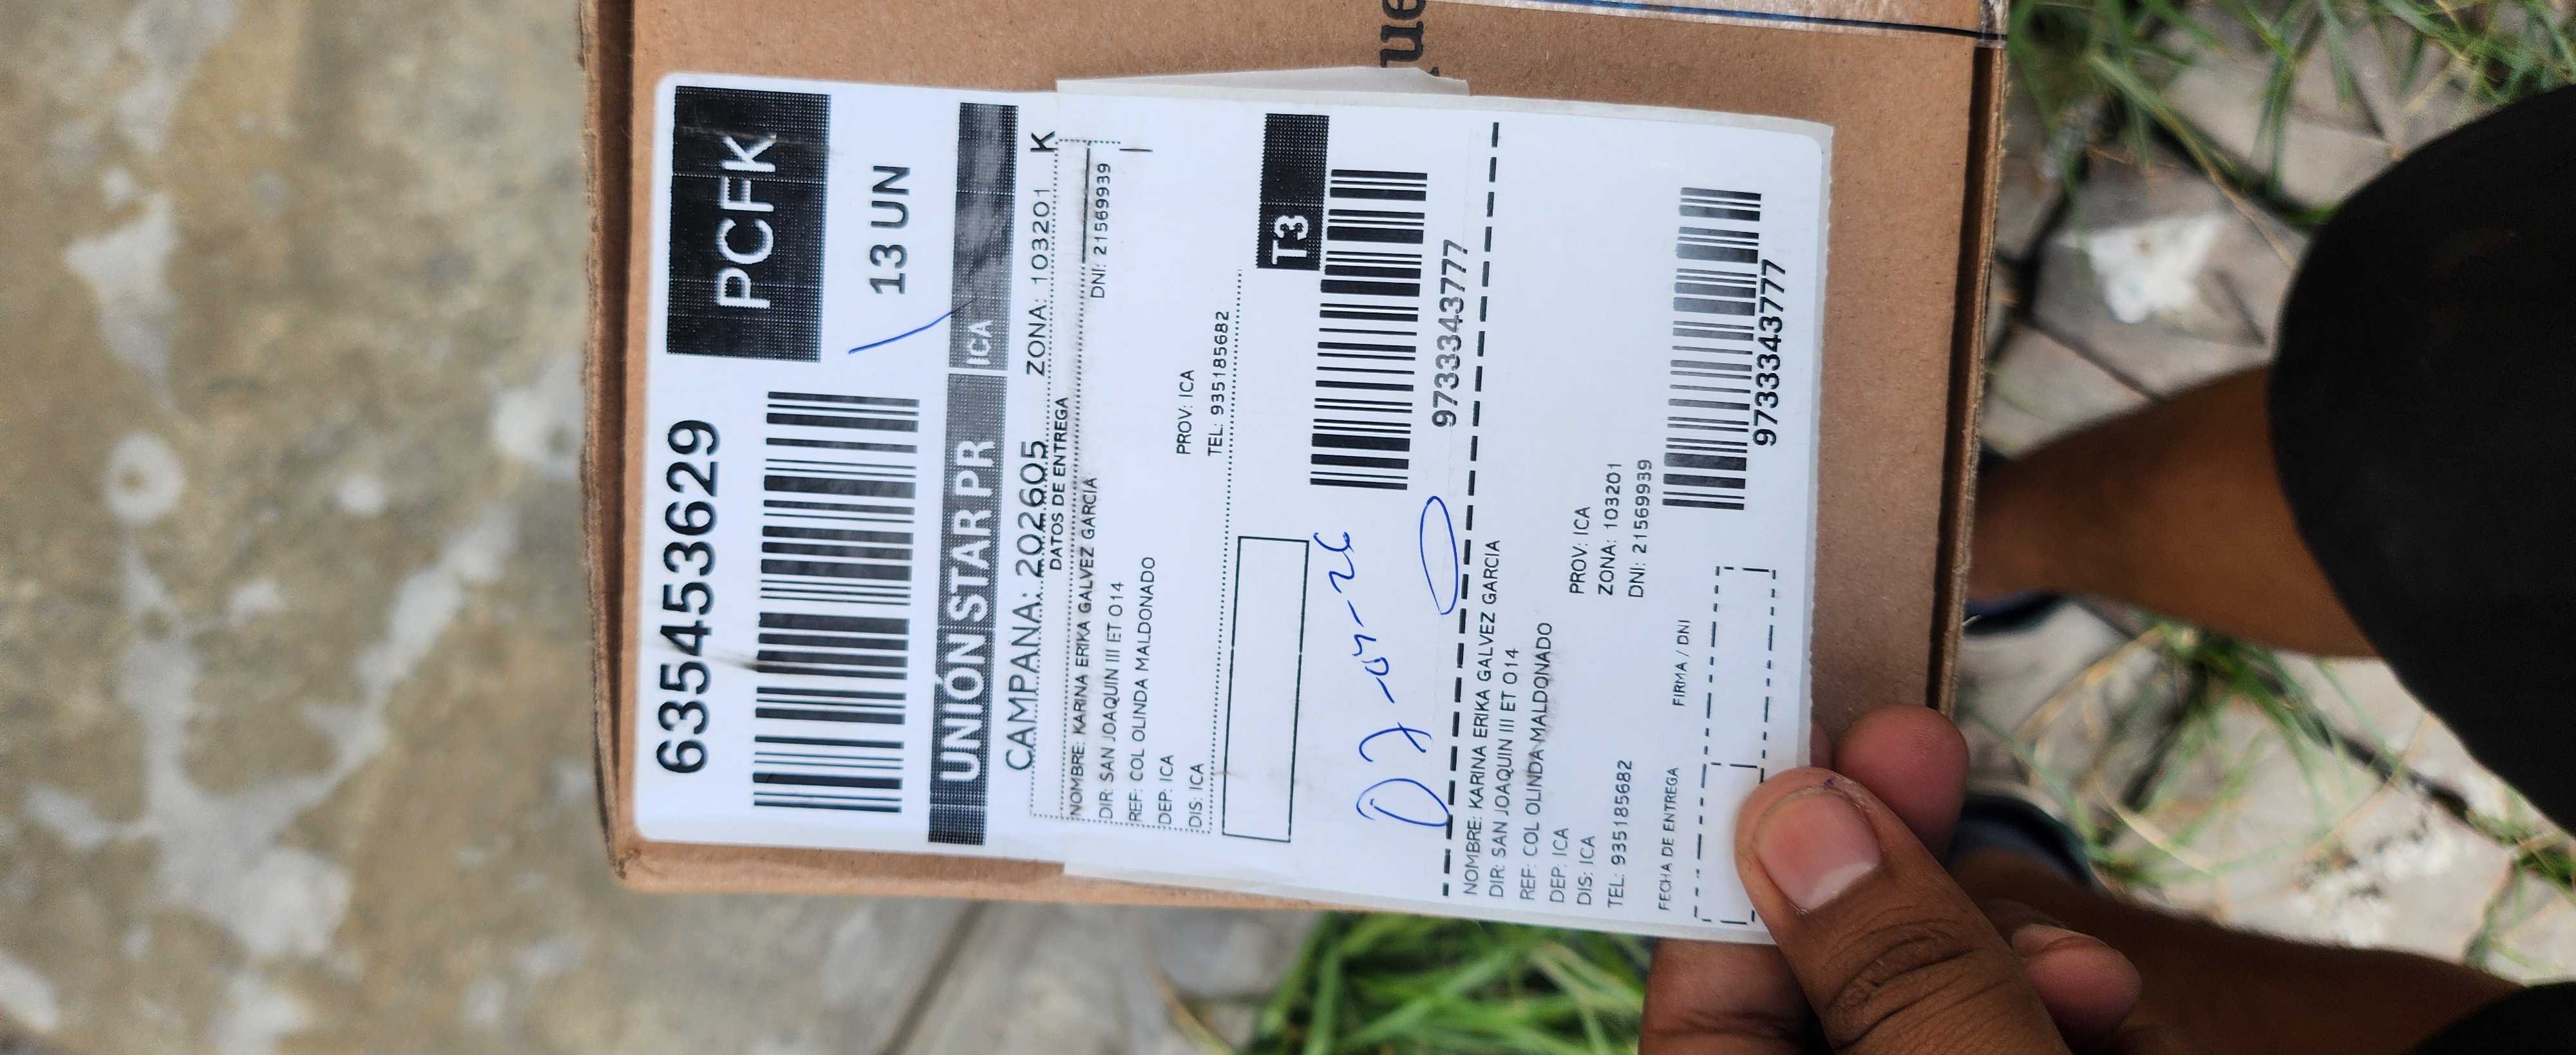 6354453629
PCFK
13 UN
UNIÓN STAR PR ICA
CAMPAÑA: 202605 ZONA: 103201 K
DATOS DE ENTREGA
NOMBRE: KARINA ERIKA GALVEZ GARCIA
DIR: SAN JOAQUIN III ET O14 DNI: 215699939
REF: COL OLINDA MALDONADO
DEP: ICA
DIS: ICA PROV: ICA
TEL: 935185682
T3
9733343777
NOMBRE: KARINA ERIKA GALVEZ GARCIA
DIR: SAN JOAQUIN III ET O14
REF: COL OLINDA MALDONADO
DEP: ICA PROV: ICA
DIS: ICA ZONA: 103201
TEL: 935185682 DNI: 215699939
FECHA DE ENTREGA FIRMA / DNI
9733343777